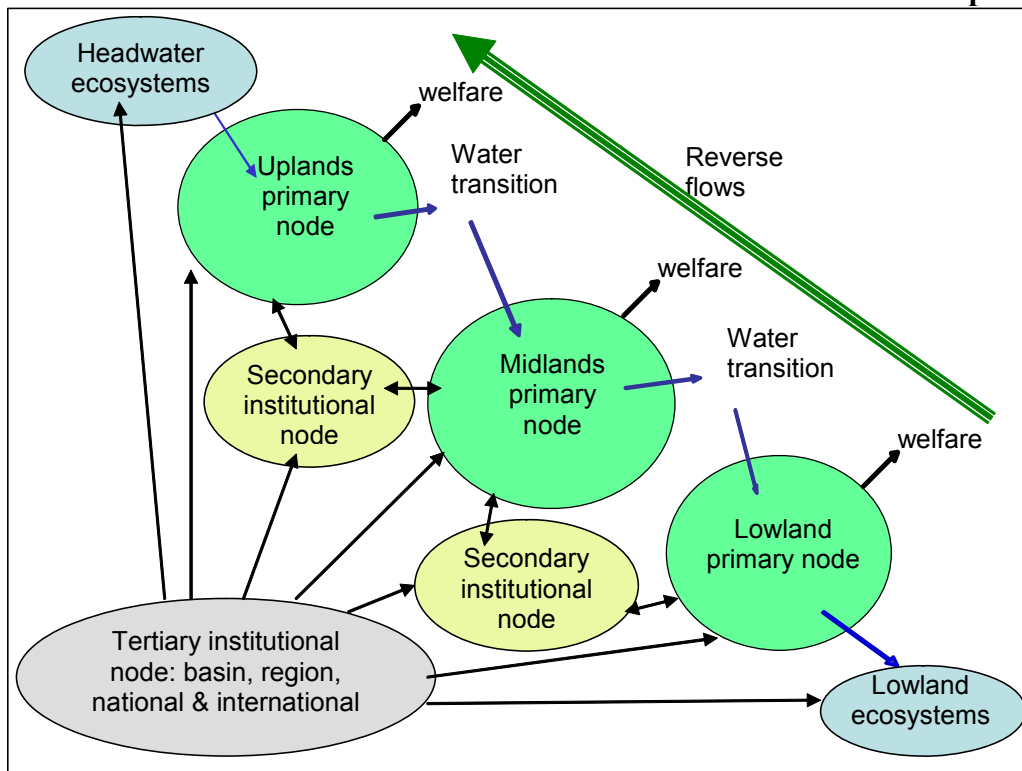 Headwater
ecosystems
welfare
Uplands
primary
node
Water
transition
Reverse
flows
welfare
Secondary
institutional
node
Midlands
primary
node
Water
transition
welfare
Lowland
primary node
Secondary
institutional
node
Tertiary institutional
node: basin, region,
national & international
Lowland
ecosystems